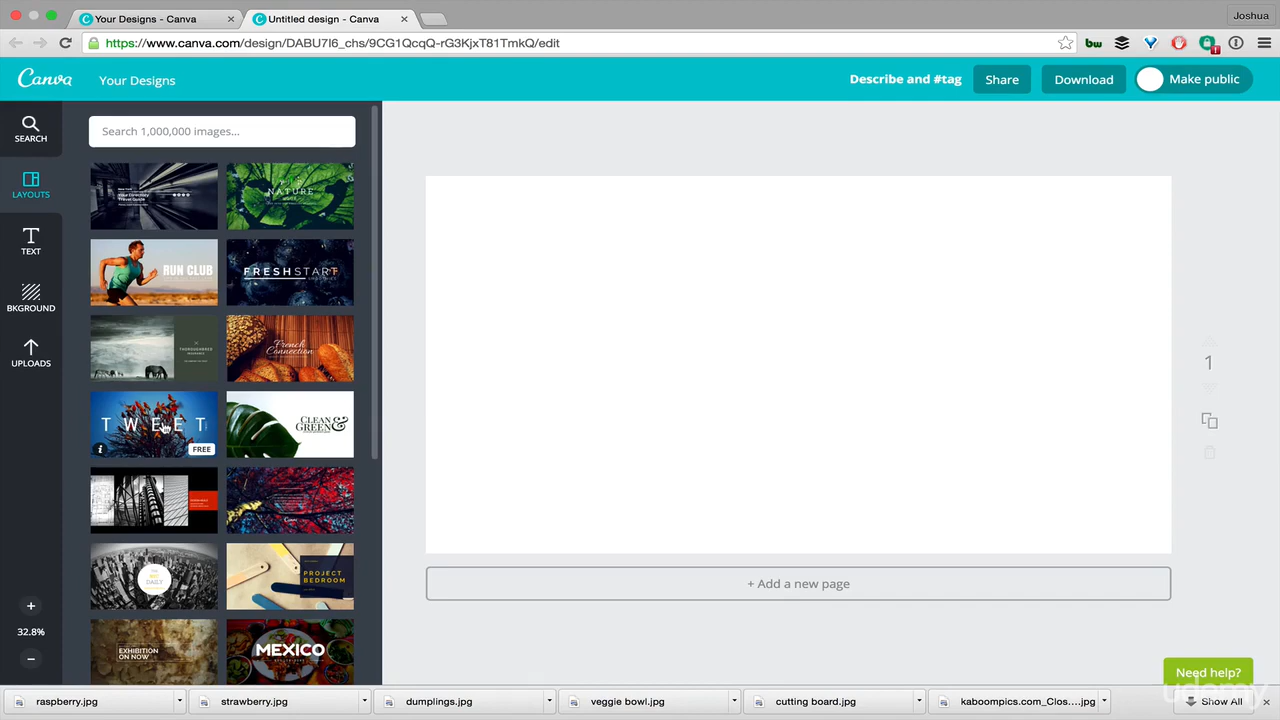 Your Designs - Canva
Untitled design - Canva
Joshua
https://www.canva.com/design/DABU7I6_chs/9CG1QcqQ-rG3KjxT81TmkQ/edit
bw
Canva
Your Designs
Describe and #tag
Share
Download
Make public
SEARCH
LAYOUTS
TEXT
BKGROUND
UPLOADS
+
32.8%
−
Search 1,000,000 images...
NATURE
RUN CLUB
FRESHSTART
THOROUGHBRED
French
Connection
TWEET
i
FREE
CLEAN
GREEN &
DAILY
PROJECT
BEDROOM
EXHIBITION
ON NOW
MEXICO
1
+ Add a new page
Need help?
udemy
raspberry.jpg
strawberry.jpg
dumplings.jpg
veggie bowl.jpg
cutting board.jpg
kaboompics.com_Clos....jpg
Show All